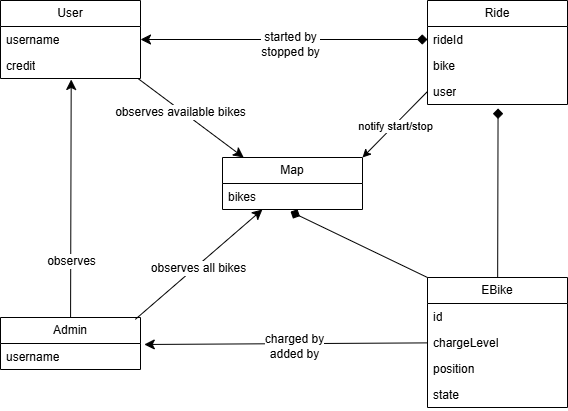 User
username
credit
Ride
rideId
bike
user
started by
stopped by
observes available bikes
notify start/stop
Map
bikes
observes
observes all bikes
EBike
id
chargeLevel
position
state
Admin
username
charged by
added by